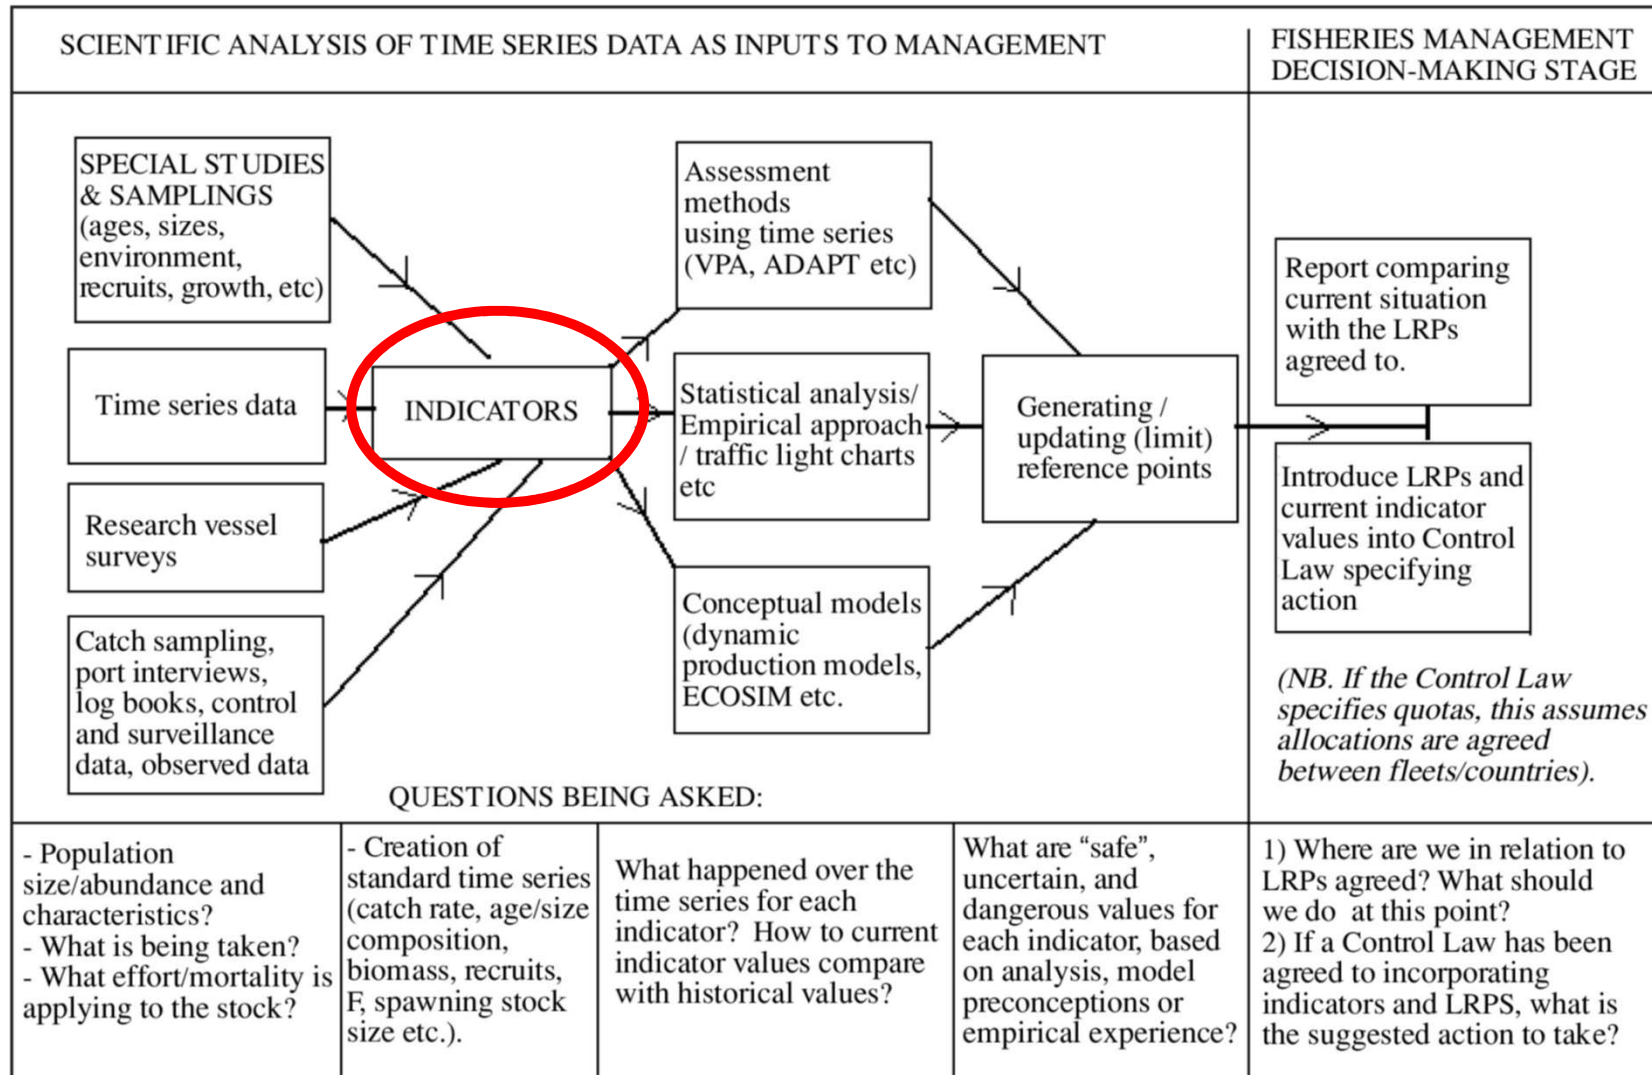 SCIENTIFIC ANALYSIS OF TIME SERIES DATA AS INPUTS TO MANAGEMENT
FISHERIES MANAGEMENT
DECISION-MAKING STAGE
SPECIAL STUDIES
& SAMPLINGS
(ages, sizes,
environment,
recruits, growth, etc)
Time series data
Research vessel
surveys
Catch sampling,
port interviews,
log books, control
and surveillance
data, observed data
INDICATORS
Assessment
methods
using time series
(VPA, ADAPT etc)
Statistical analysis/
Empirical approach
/ traffic light charts
etc
Conceptual models
(dynamic
production models,
ECOSIM etc.
Generating /
updating (limit)
reference points
Report comparing
current situation
with the LRPs
agreed to.
Introduce LRPs and
current indicator
values into Control
Law specifying
action
(NB. If the Control Law
specifies quotas, this assumes
allocations are agreed
between fleets/countries).
QUESTIONS BEING ASKED:
- Population
size/abundance and
characteristics?
- What is being taken?
- What effort/mortality is
applying to the stock?
- Creation of
standard time series
(catch rate, age/size
composition,
biomass, recruits,
F, spawning stock
size etc.).
What happened over the
time series for each
indicator? How to current
indicator values compare
with historical values?
What are “safe”,
uncertain, and
dangerous values for
each indicator, based
on analysis, model
preconceptions or
empirical experience?
1) Where are we in relation to
LRPs agreed? What should
we do at this point?
2) If a Control Law has been
agreed to incorporating
indicators and LRPS, what is
the suggested action to take?